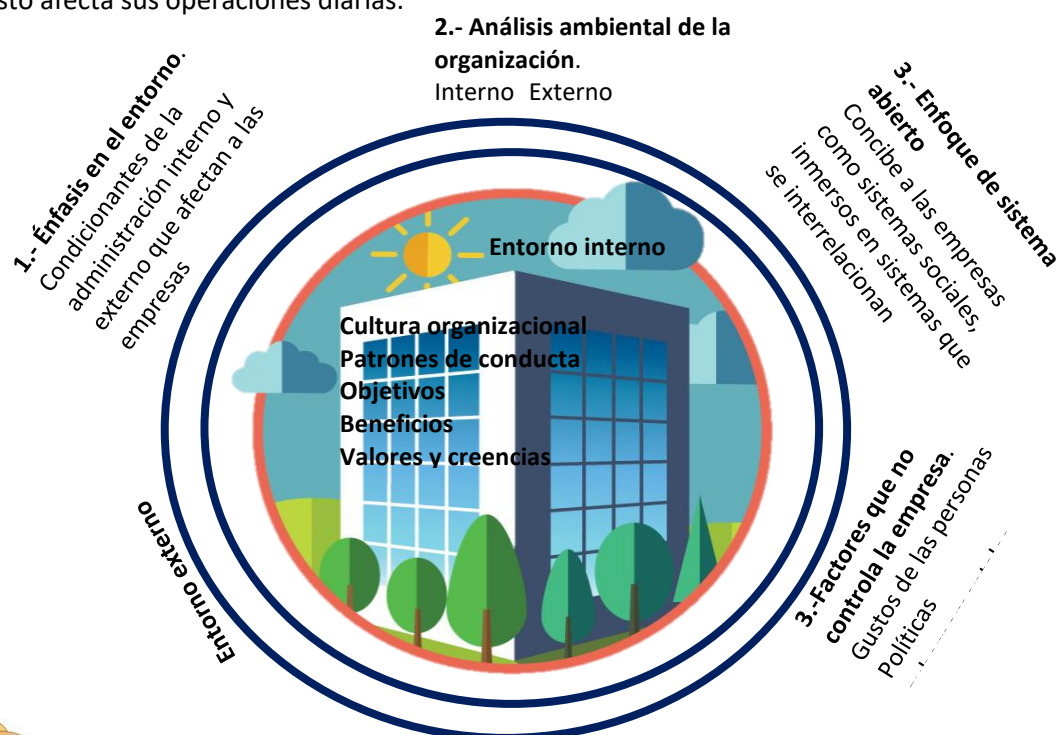 esto afecta sus operaciones diarias.
2.- Análisis ambiental de la
organización.
Interno Externo
1.- Énfasis en el entorno.
Condicionantes de la
administración interno y
externo que afectan a las
empresas
3.- Enfoque de sistema
abierto
Concibe a las empresas
como sistemas sociales,
inmersos en sistemas que
se interrelacionan
Entorno interno
Cultura organizacional
Patrones de conducta
Objetivos
Beneficios
Valores y creencias
Entorno externo
3.-Factores que no
controla la empresa.
Gustos de las personas
Políticas